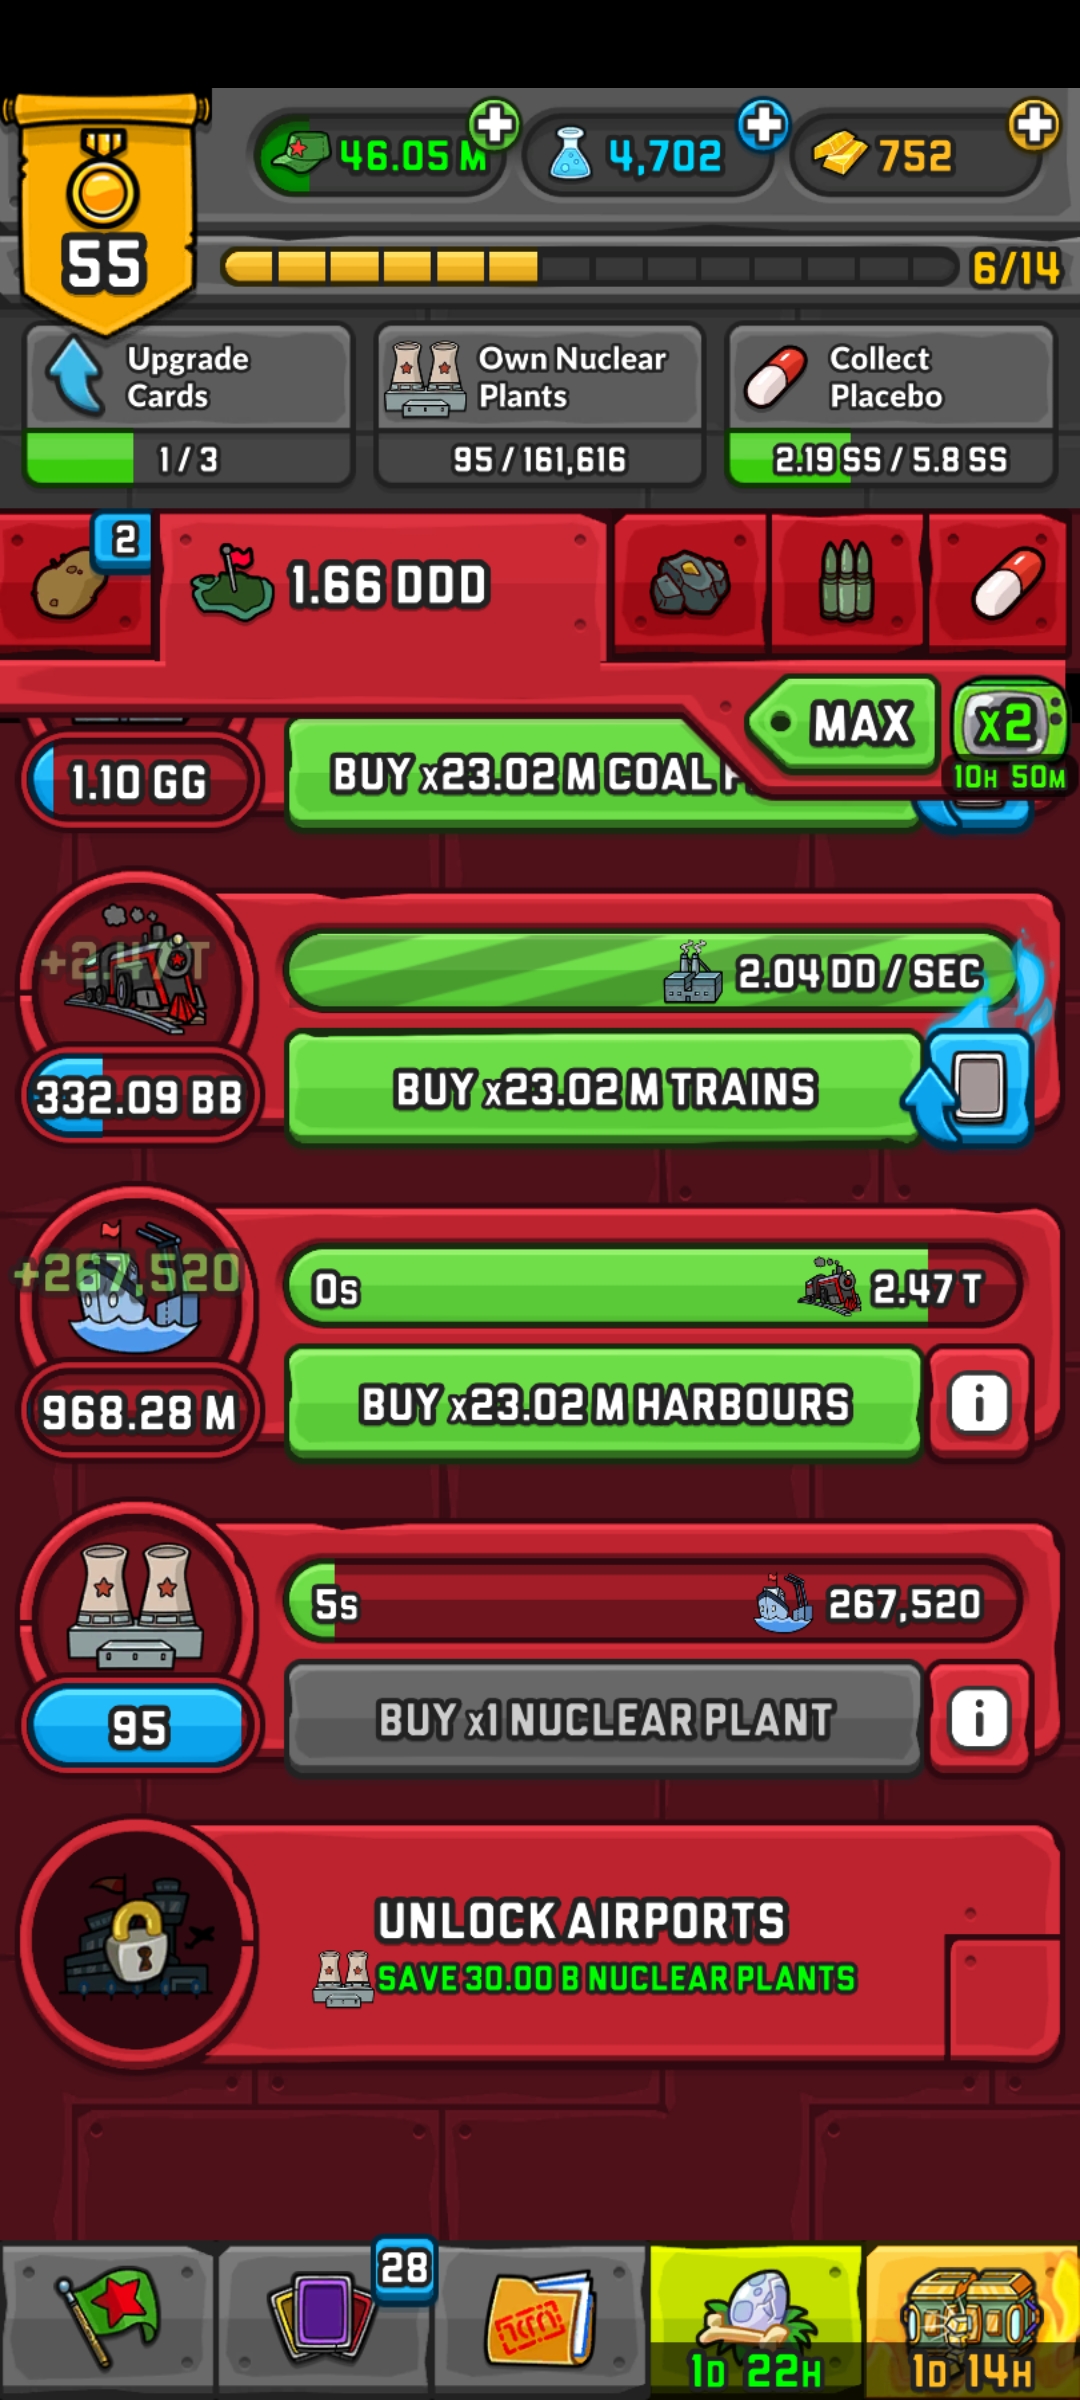 46.05 M
4,702
752
55
6/14
Upgrade
Cards
Own Nuclear
Plants
Collect
Placebo
1 / 3
95 / 161,616
2.19 SS / 5.8 SS
2
1.66 DDD
MAX
X2
10H 50M
1.10 GG
BUY x23.02 M COAL
+2.47 T
2.04 DD / SEC
332.09 BB
BUY x23.02 M TRAINS
+267,520
0s
2.47 T
968.28 M
BUY x23.02 M HARBOURS
i
5s
267,520
95
BUY x1 NUCLEAR PLANT
i
UNLOCK AIRPORTS
SAVE 30.00 B NUCLEAR PLANTS
28
1D 22H
1D 14H